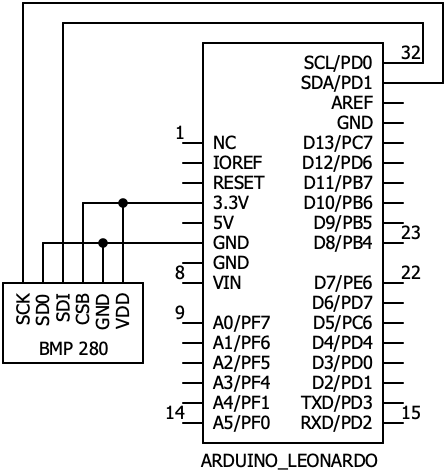 32
SCL/PD0
SDA/PD1
AREF
GND
1
NC
D13/PC7
IOREF
D12/PD6
RESET
D11/PB7
3.3V
D10/PB6
5V
D9/PB5
GND
D8/PB4
23
GND
8
VIN
D7/PE6
22
D6/PD7
SCK
SD0
SDI
CSB
GND
VDD
BMP 280
9
A0/PF7
D5/PC6
A1/PF6
D4/PD4
A2/PF5
D3/PD0
A3/PF4
D2/PD1
A4/PF1
TXD/PD3
14
A5/PF0
RXD/PD2
15
ARDUINO_LEONARDO